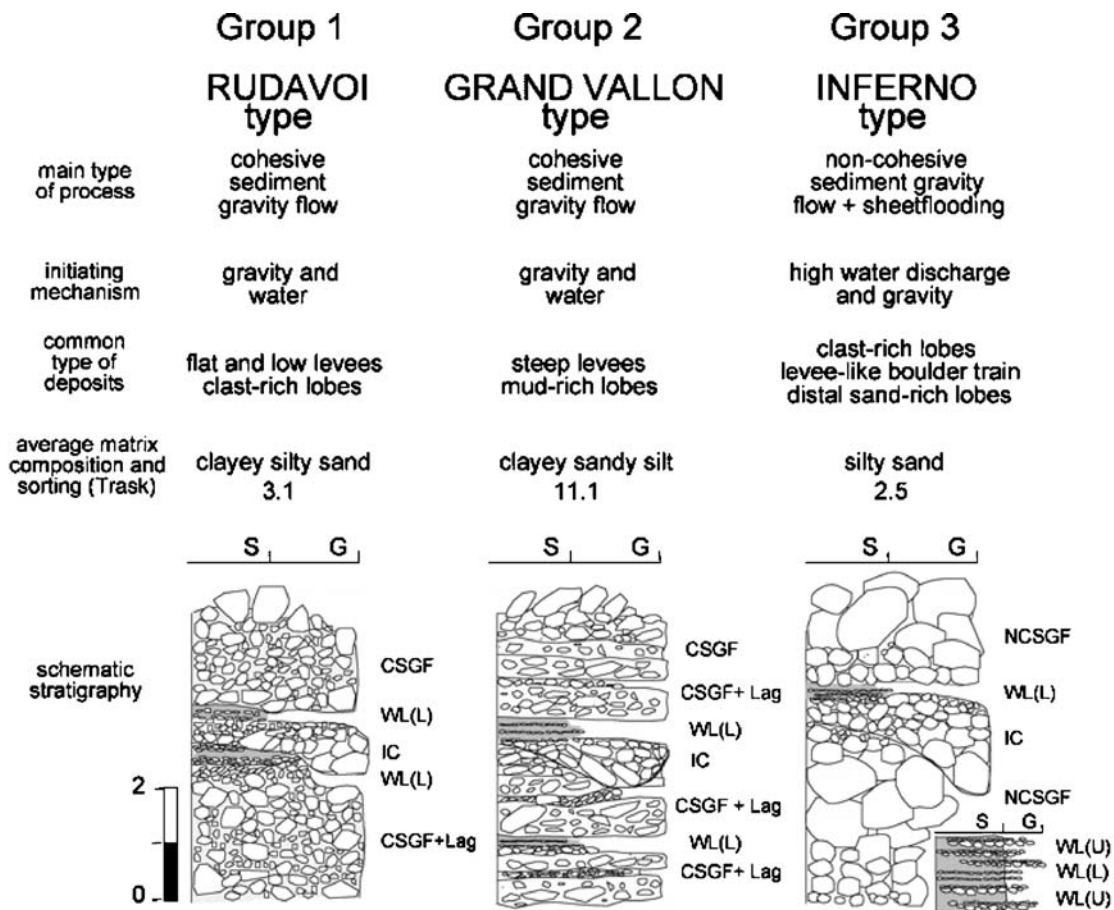 Group 1
Group 2
Group 3
RUDAVOI
type
GRAND VALLON
type
INFERNO
type
main type
of process
cohesive
sediment
gravity flow
cohesive
sediment
gravity flow
non-cohesive
sediment gravity
flow + sheetflooding
initiating
mechanism
gravity and
water
gravity and
water
high water discharge
and gravity
common
type of
deposits
flat and low levees
clast-rich lobes
steep levees
mud-rich lobes
clast-rich lobes
levee-like boulder train
distal sand-rich lobes
average matrix
composition and
sorting (Trask)
clayey silty sand
3.1
clayey sandy silt
11.1
silty sand
2.5
schematic
stratigraphy
2
0
S G
CSGF
WL(L)
IC
WL(L)
CSGF+Lag
S G
CSGF
CSGF+ Lag
WL(L)
IC
CSGF + Lag
WL(L)
CSGF+ Lag
S G
NCSGF
WL(L)
IC
NCSGF
S G
WL(U)
WL(L)
WL(U)